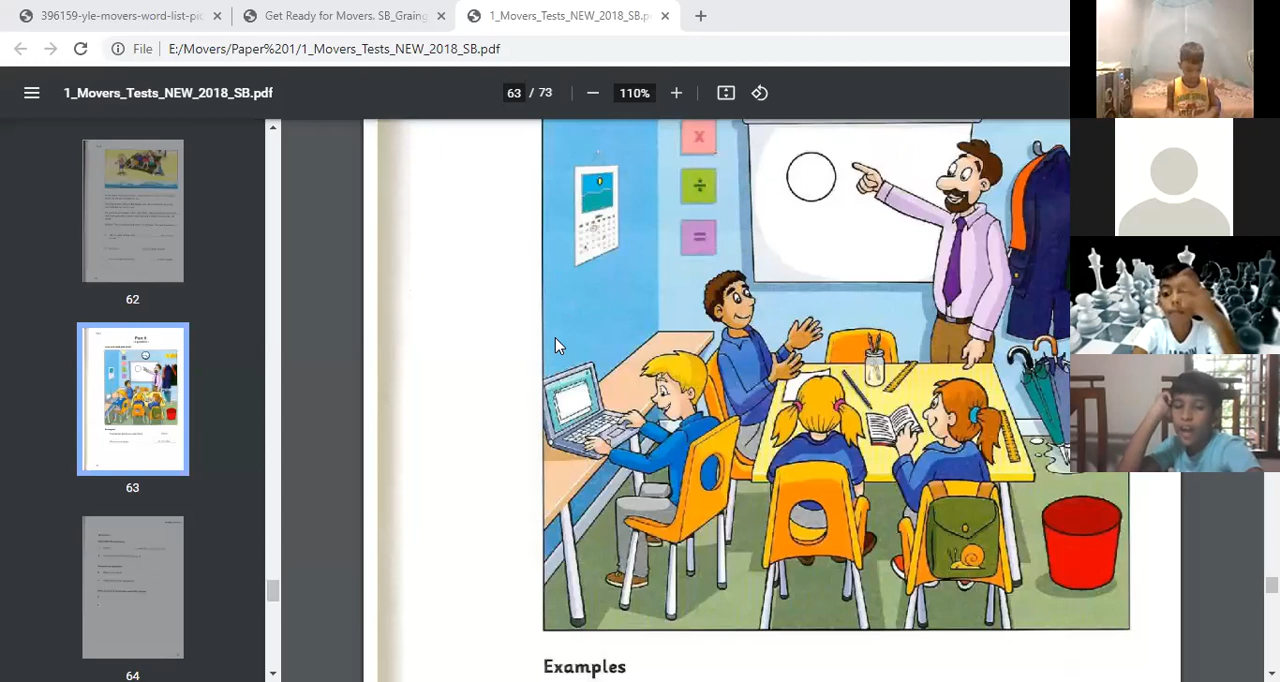 396159-yle-movers-word-list-pic
Get Ready for Movers. SB_Graing
1_Movers_Tests_NEW_2018_SB.p
File
E:/Movers/Paper%201/1_Movers_Tests_NEW_2018_SB.pdf
1_Movers_Tests_NEW_2018_SB.pdf
63 / 73
110%
62
63
64
x
÷
=
Examples